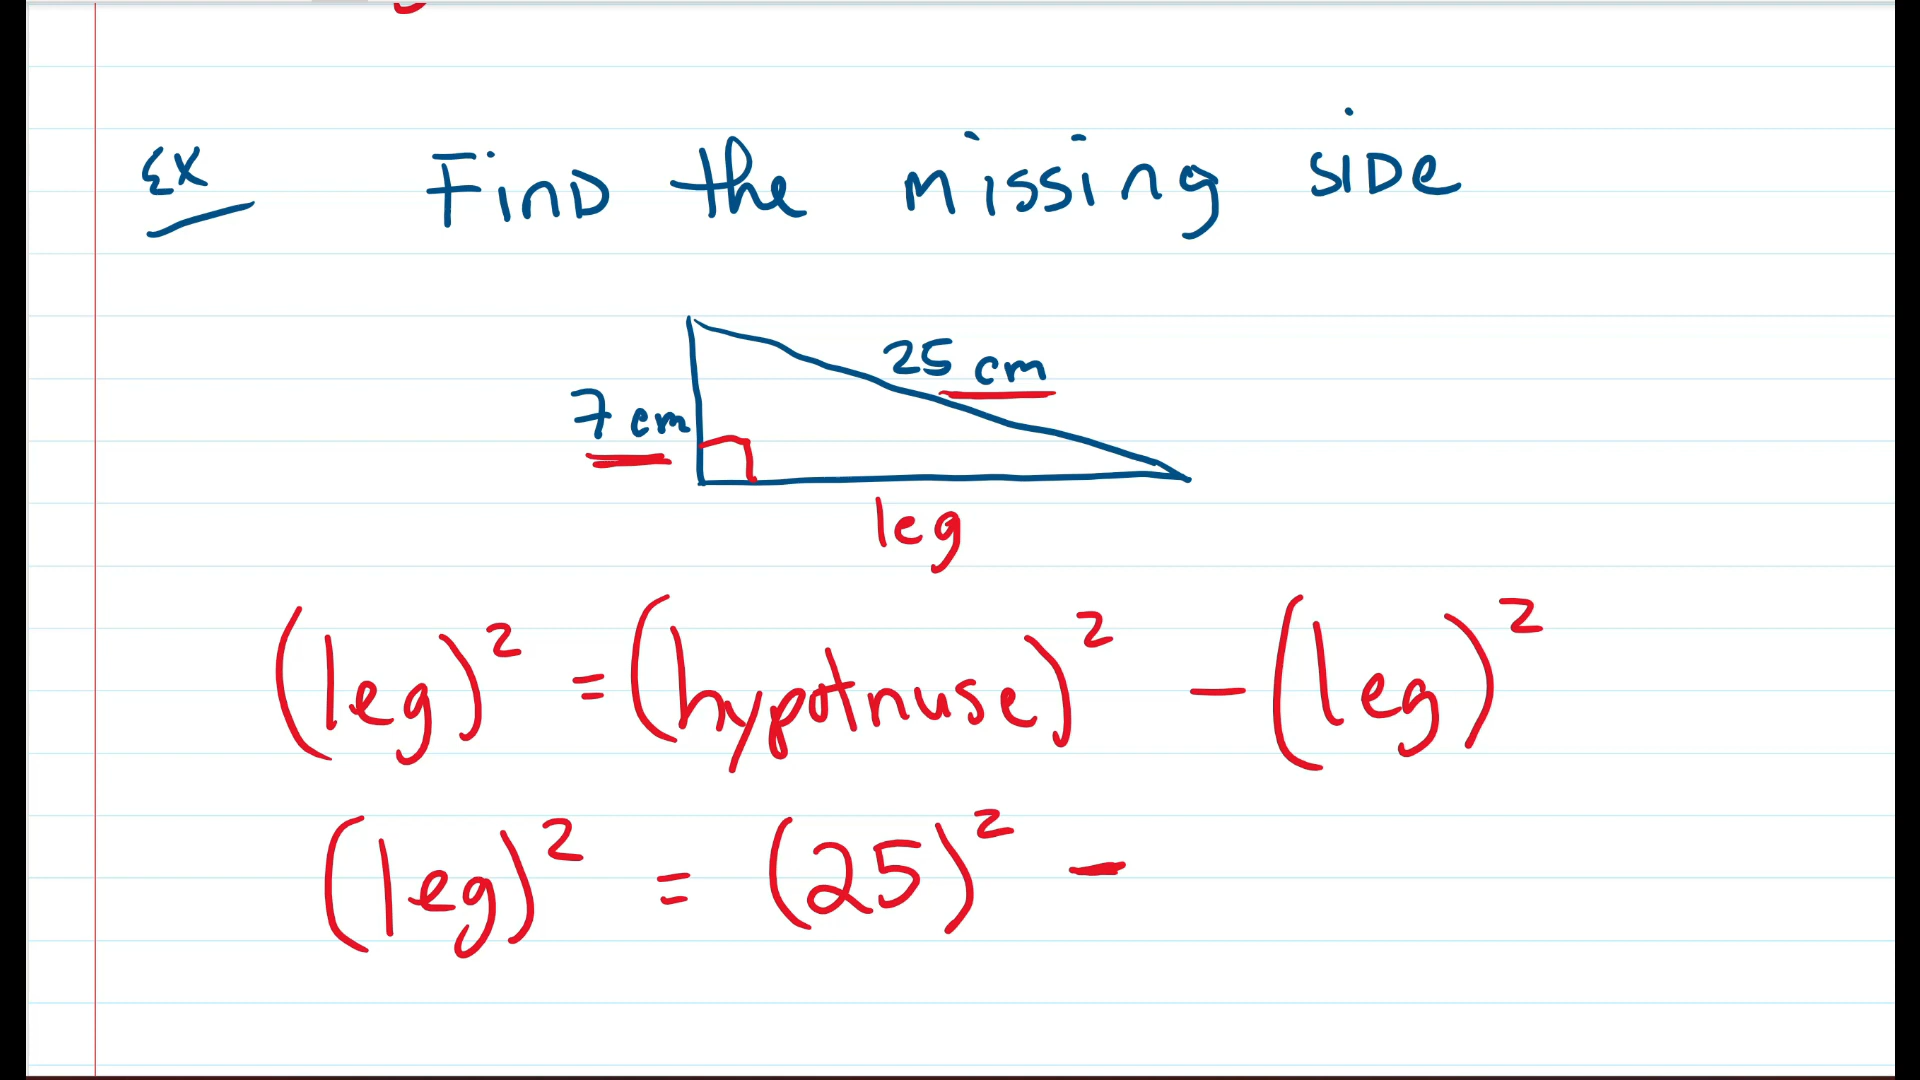 Ex Find the missing side
25 cm
7 cm
leg
(leg)² = (hypotnuse)² - (leg)²
(leg)² = (25)² -